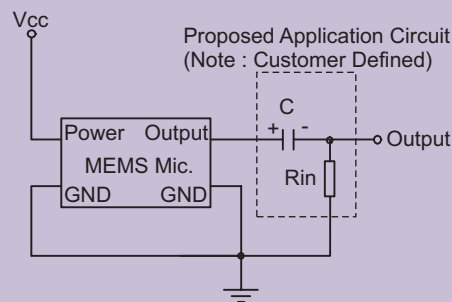 Vcc
Proposed Application Circuit
(Note : Customer Defined)
C
+ -
Power Output
Output
MEMS Mic.
Rin
GND GND